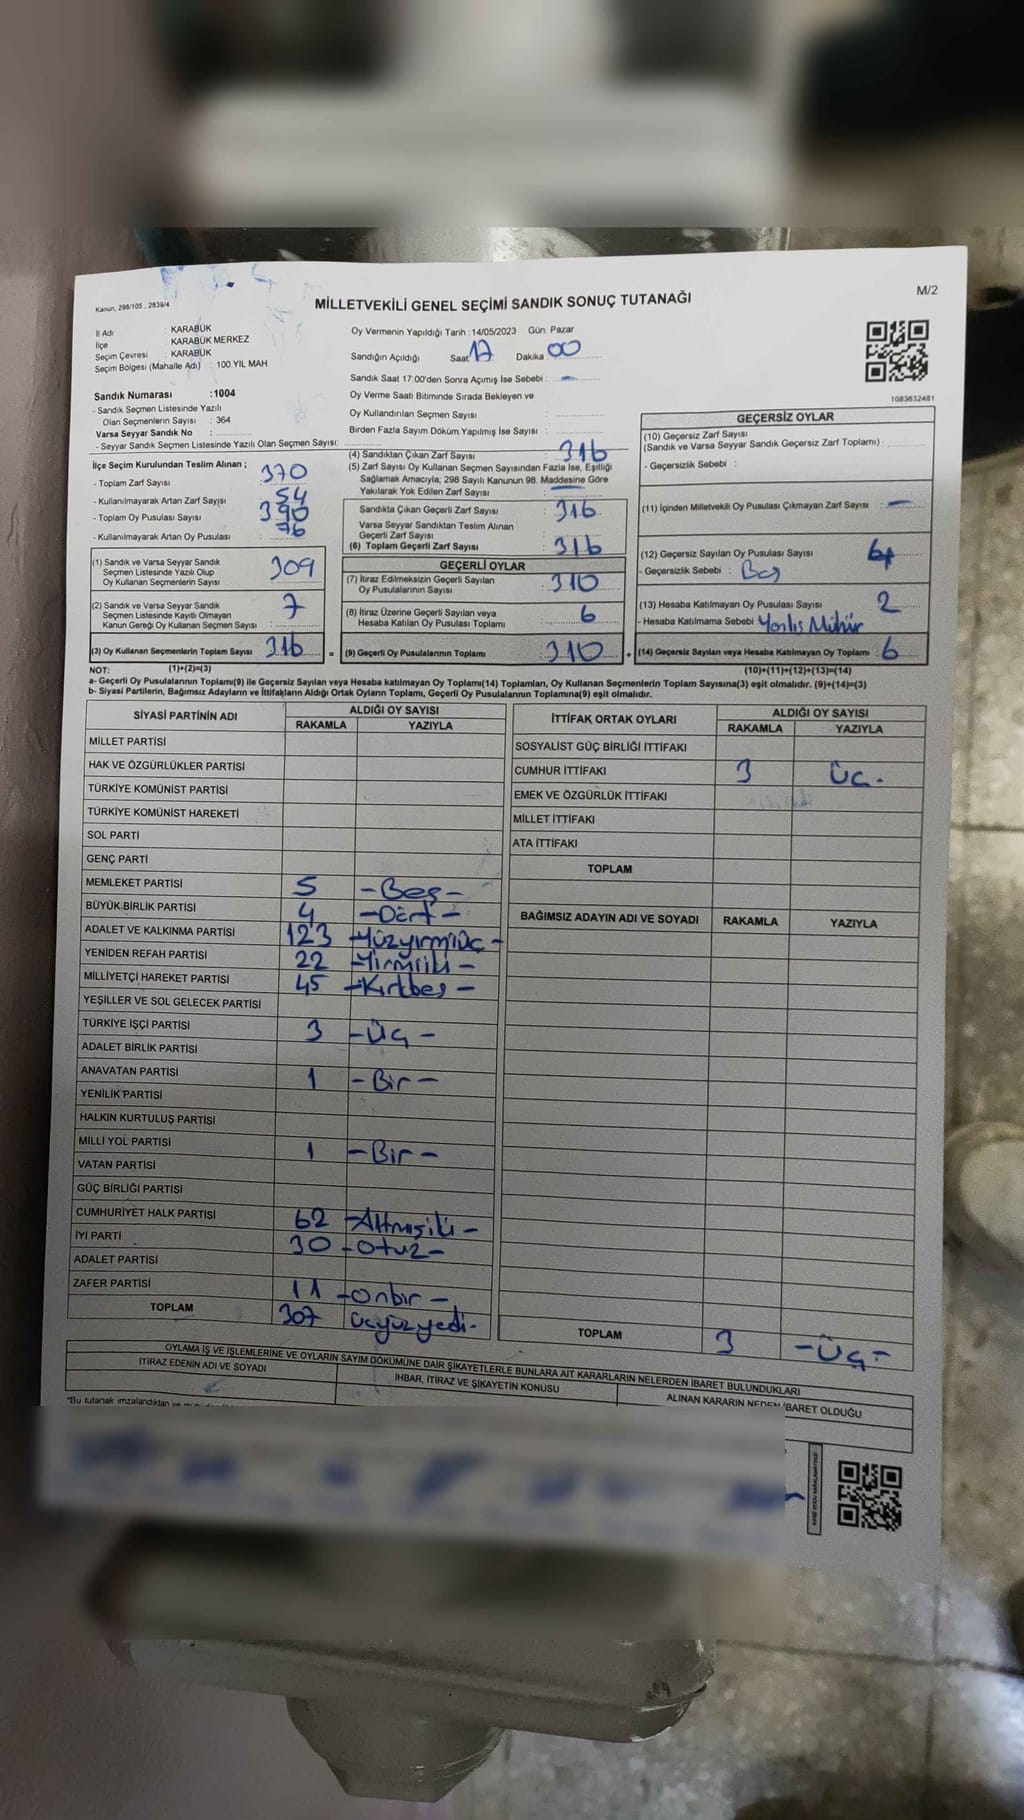 Kanun, 298/105 , 2839/4
MİLLETVEKİLİ GENEL SEÇİMİ SANDIK SONUÇ TUTANAĞI
M/2
İl Adı : KARABÜK
İlçe : KARABÜK MERKEZ
Seçim Çevresi : KARABÜK
Seçim Bölgesi (Mahalle Adı) : 100.YIL MAH
Oy Vermenin Yapıldığı Tarih : 14/05/2023 Gün: Pazar
Sandığın Açıldığı Saat: 17 Dakika: 00
Sandık Saat 17:00'den Sonra Açımış İse Sebebi : —
Oy Verme Saati Bitiminde Sırada Bekleyen ve
Oy Kullandırılan Seçmen Sayısı :
Birden Fazla Sayım Döküm Yapılmış İse Sayısı :
1083632481
Sandık Numarası :1004
- Sandık Seçmen Listesinde Yazılı
Olan Seçmenlerin Sayısı : 364
Varsa Seyyar Sandık No :
- Seyyar Sandık Seçmen Listesinde Yazılı Olan Seçmen Sayısı:
İlçe Seçim Kurulundan Teslim Alınan ;
- Toplam Zarf Sayısı : 370
- Kullanılmayarak Artan Zarf Sayısı : 54
- Toplam Oy Pusulası Sayısı : 390
- Kullanılmayarak Artan Oy Pusulası : 76
(1) Sandık ve Varsa Seyyar Sandık
Seçmen Listesinde Yazılı Olup
Oy Kullanan Seçmenlerin Sayısı : 309
(2) Sandık ve Varsa Seyyar Sandık
Seçmen Listesinde Kayıtlı Olmayan
Kanun Gereği Oy Kullanan Seçmen Sayısı : 7
(3) Oy Kullanan Seçmenlerin Toplam Sayısı : 316
(4) Sandıktan Çıkan Zarf Sayısı : 316
(5) Zarf Sayısı Oy Kullanan Seçmen Sayısından Fazla İse, Eşitliği
Sağlamak Amacıyla, 298 Sayılı Kanunun 98. Maddesine Göre
Yakılarak Yok Edilen Zarf Sayısı : —
Sandıkta Çıkan Geçerli Zarf Sayısı : 316
Varsa Seyyar Sandıktan Teslim Alınan
Geçerli Zarf Sayısı :
(6) Toplam Geçerli Zarf Sayısı : 316
GEÇERLİ OYLAR
(7) İtiraz Edilmeksizin Geçerli Sayılan
Oy Pusulalarının Sayısı : 310
(8) İtiraz Üzerine Geçerli Sayılan veya
Hesaba Katılan Oy Pusulası Toplamı : 6
= (9) Geçerli Oy Pusulalarının Toplamı : 310
GEÇERSİZ OYLAR
(10) Geçersiz Zarf Sayısı
(Sandık ve Varsa Seyyar Sandık Geçersiz Zarf Toplamı) :
- Geçersizlik Sebebi :
(11) İçinden Milletvekili Oy Pusulası Çıkmayan Zarf Sayısı : —
(12) Geçersiz Sayılan Oy Pusulası Sayısı : 4
- Geçersizlik Sebebi : Boş
(13) Hesaba Katılmayan Oy Pusulası Sayısı : 2
- Hesaba Katılmama Sebebi : Yanlış Mühür
+ (14) Geçersiz Sayılan veya Hesaba Katılmayan Oy Toplamı : 6
NOT: (1)+(2)=(3)
(10)+(11)+(12)+(13)=(14)
a- Geçerli Oy Pusulalarının Toplamı(9) ile Geçersiz Sayılan veya Hesaba katılmayan Oy Toplamı(14) Toplamları, Oy Kullanan Seçmenlerin Toplam Sayısına(3) eşit olmalıdır. (9)+(14)=(3)
b- Siyasi Partilerin, Bağımsız Adayların ve İttifakların Aldığı Ortak Oyların Toplamı, Geçerli Oy Pusulalarının Toplamına(9) eşit olmalıdır.
SİYASİ PARTİNİN ADI ALDIĞI OY SAYISI
RAKAMLA YAZIYLA
MİLLET PARTİSİ
HAK VE ÖZGÜRLÜKLER PARTİSİ
TÜRKİYE KOMÜNİST PARTİSİ
TÜRKİYE KOMÜNİST HAREKETİ
SOL PARTİ
GENÇ PARTİ
MEMLEKET PARTİSİ 5 -Beş-
BÜYÜK BİRLİK PARTİSİ 4 -Dört-
ADALET VE KALKINMA PARTİSİ 123 -Yüzyirmiüç-
YENİDEN REFAH PARTİSİ 22 -Yirmiiki-
MİLLİYETÇİ HAREKET PARTİSİ 45 -Kırkbeş-
YEŞİLLER VE SOL GELECEK PARTİSİ
TÜRKİYE İŞÇİ PARTİSİ 3 -Üç-
ADALET BİRLİK PARTİSİ
ANAVATAN PARTİSİ 1 -Bir-
YENİLİK PARTİSİ
HALKIN KURTULUŞ PARTİSİ
MİLLİ YOL PARTİSİ 1 -Bir-
VATAN PARTİSİ
GÜÇ BİRLİĞİ PARTİSİ
CUMHURİYET HALK PARTİSİ 62 -Altmışiki-
İYİ PARTİ 30 -otuz-
ADALET PARTİSİ
ZAFER PARTİSİ 11 -Onbir-
TOPLAM 307 üçyüzyedi-
İTTİFAK ORTAK OYLARI ALDIĞI OY SAYISI
RAKAMLA YAZIYLA
SOSYALİST GÜÇ BİRLİĞİ İTTİFAKI
CUMHUR İTTİFAKI 3 Üç.
EMEK VE ÖZGÜRLÜK İTTİFAKI
MİLLET İTTİFAKI
ATA İTTİFAKI
TOPLAM
BAĞIMSIZ ADAYIN ADI VE SOYADI RAKAMLA YAZIYLA
TOPLAM 3 -Üç-
OYLAMA İŞ VE İŞLEMLERİNE VE OYLARIN SAYIM DÖKÜMÜNE DAİR ŞİKAYETLERLE BUNLARA AİT KARARLARIN NELERDEN İBARET BULUNDUKLARI
İTİRAZ EDENİN ADI VE SOYADI
İHBAR, İTİRAZ VE ŞİKAYETİN KONUSU
ALINAN KARARIN NEDEN İBARET OLDUĞU
*Bu tutanak imzalandıktan ve